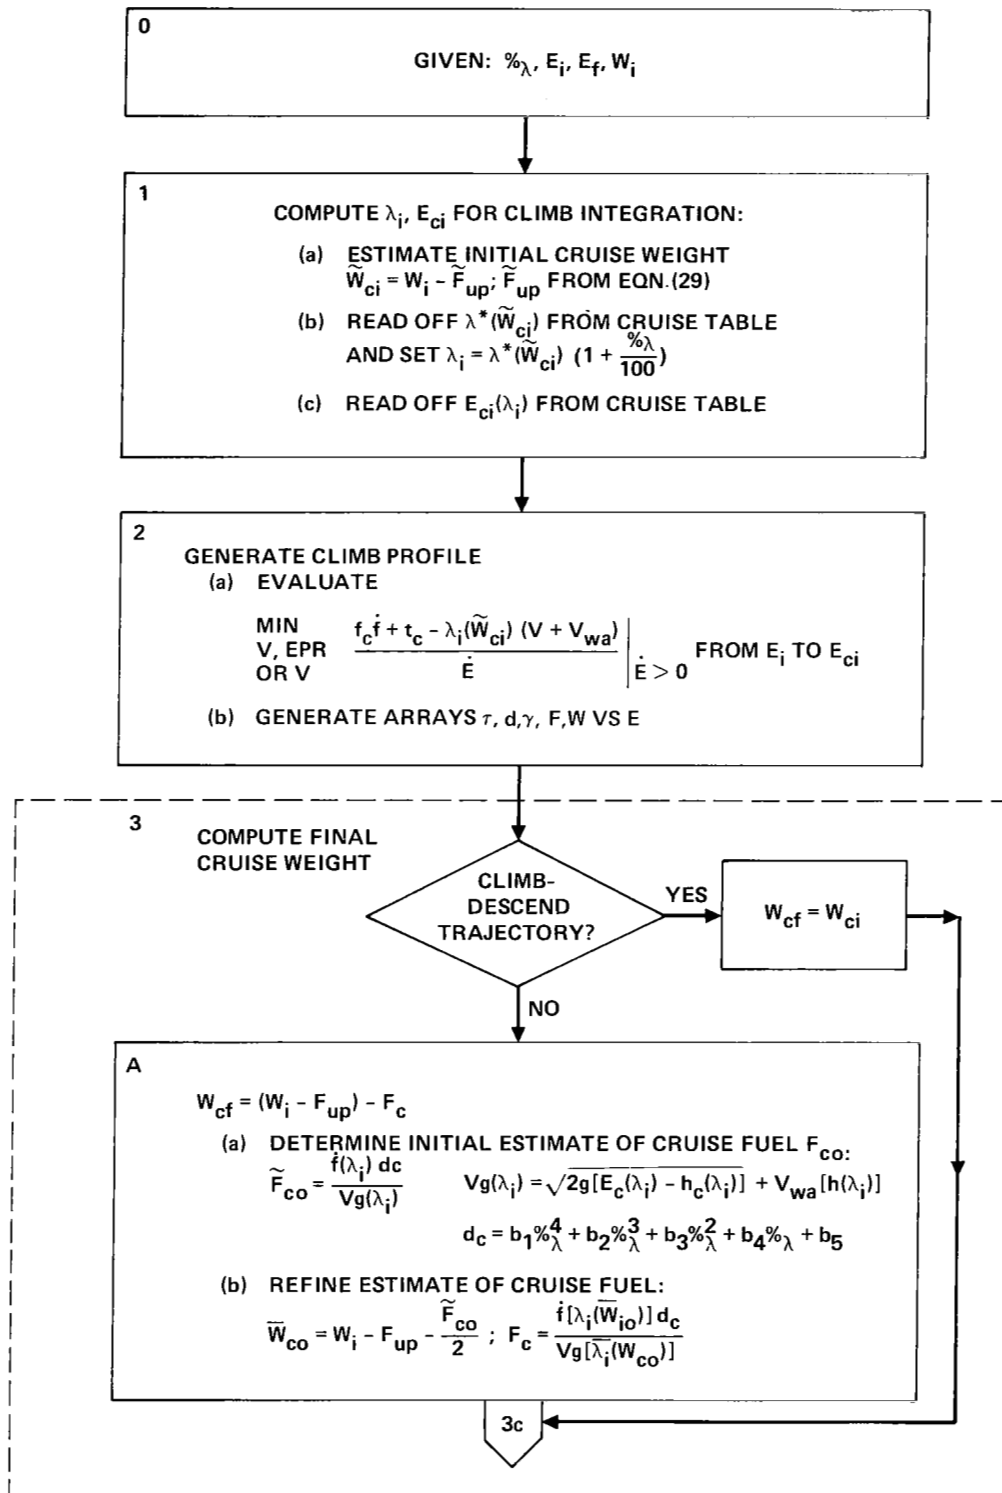 0
GIVEN: %λ, Ei, Ef, Wi
1
COMPUTE λi, Eci FOR CLIMB INTEGRATION:
(a) ESTIMATE INITIAL CRUISE WEIGHT
W̃ci = Wi - F̃up; F̃up FROM EQN.(29)
(b) READ OFF λ*(W̃ci) FROM CRUISE TABLE
AND SET λi = λ*(W̃ci) (1 + %λ/100)
(c) READ OFF Eci(λi) FROM CRUISE TABLE
2
GENERATE CLIMB PROFILE
(a) EVALUATE
MIN V, EPR OR V (fcḟ + tc - λi(W̃ci) (V + Vwa))/Ė | Ė > 0 FROM Ei TO Eci
(b) GENERATE ARRAYS τ, d,γ, F,W VS E
3
COMPUTE FINAL
CRUISE WEIGHT
CLIMB-
DESCEND
TRAJECTORY?
YES
Wcf = Wci
NO
A
Wcf = (Wi - Fup) - Fc
(a) DETERMINE INITIAL ESTIMATE OF CRUISE FUEL Fco:
F̃co = ḟ(λi) dc/Vg(λi) Vg(λi) = √2g[Ec(λi) - hc(λi)] + Vwa[h(λi)]
dc = b1%λ^4 + b2%λ^3 + b3%λ^2 + b4%λ + b5
(b) REFINE ESTIMATE OF CRUISE FUEL:
W̅co = Wi - Fup - F̃co/2 ; Fc = ḟ[λi(W̅io)] dc/Vg[λ̅i(Wco)]
3c